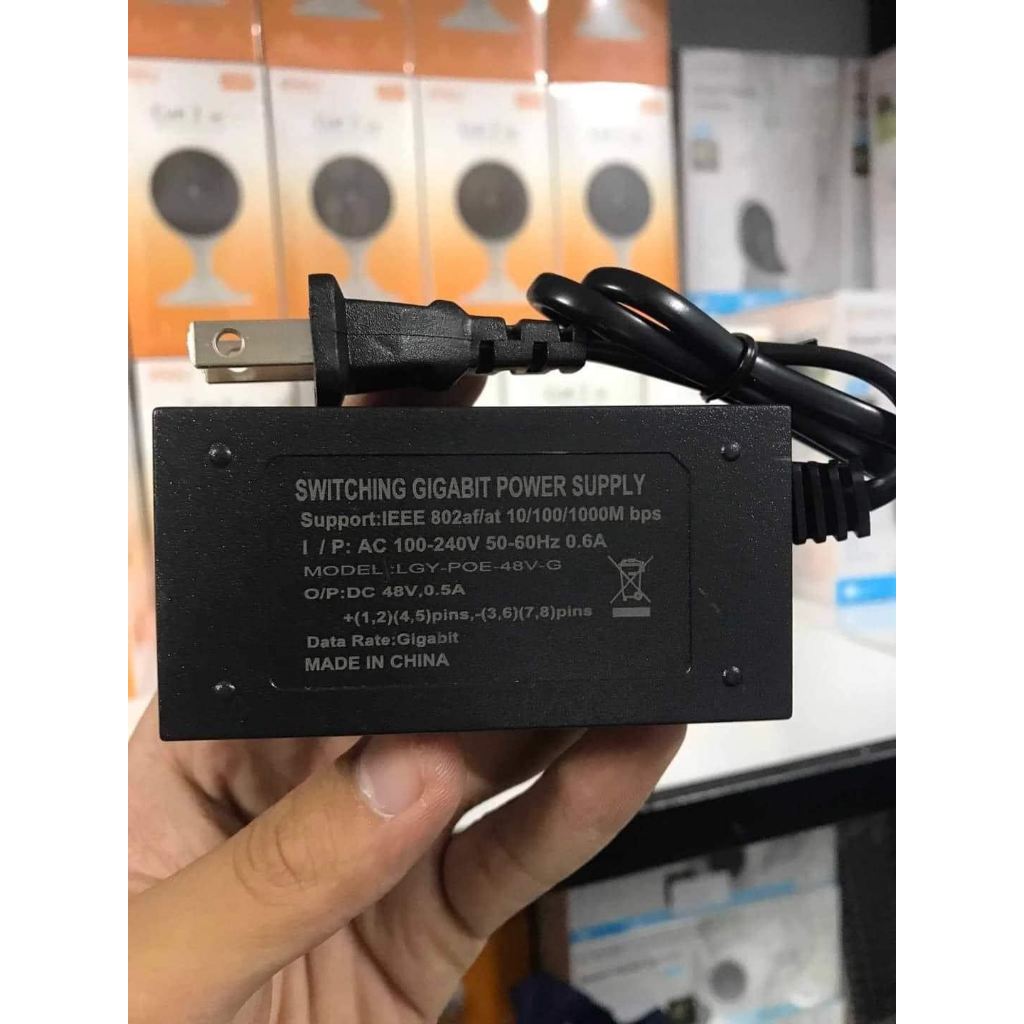 SWITCHING GIGABIT POWER SUPPLY
Support:IEEE 802af/at 10/100/1000M bps
I / P: AC 100-240V 50-60Hz 0.6A
MODEL :LGY-POE-48V-G
O/P:DC 48V,0.5A
+(1,2)(4,5)pins,-(3,6)(7,8)pins
Data Rate:Gigabit
MADE IN CHINA